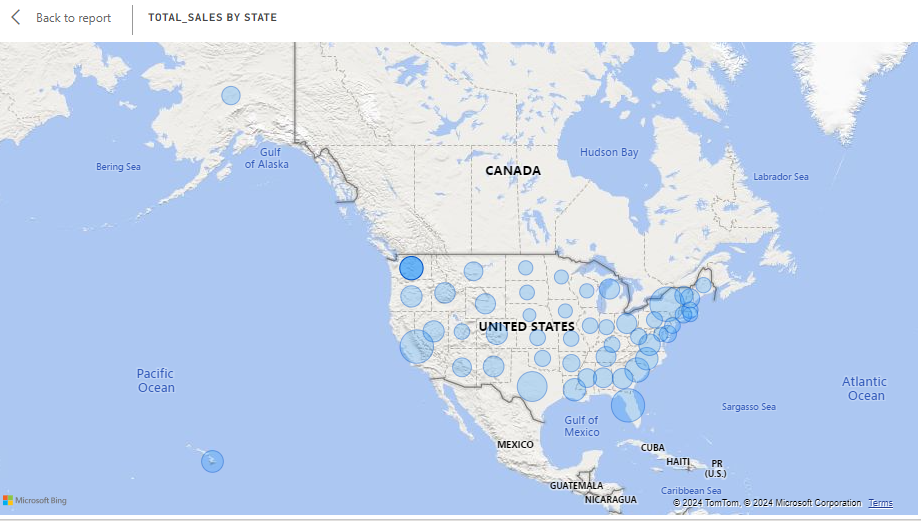 Back to report
TOTAL_SALES BY STATE
Gulf
of Alaska
Bering Sea
Hudson Bay
CANADA
Labrador Sea
UNITED STATES
Pacific
Ocean
Atlantic
Ocean
Sargasso Sea
Gulf of
Mexico
MEXICO
CUBA
HAITI
PR
(U.S.)
GUATEMALA
NICARAGUA
Caribbean Sea
Microsoft Bing
© 2024 TomTom, © 2024 Microsoft Corporation Terms